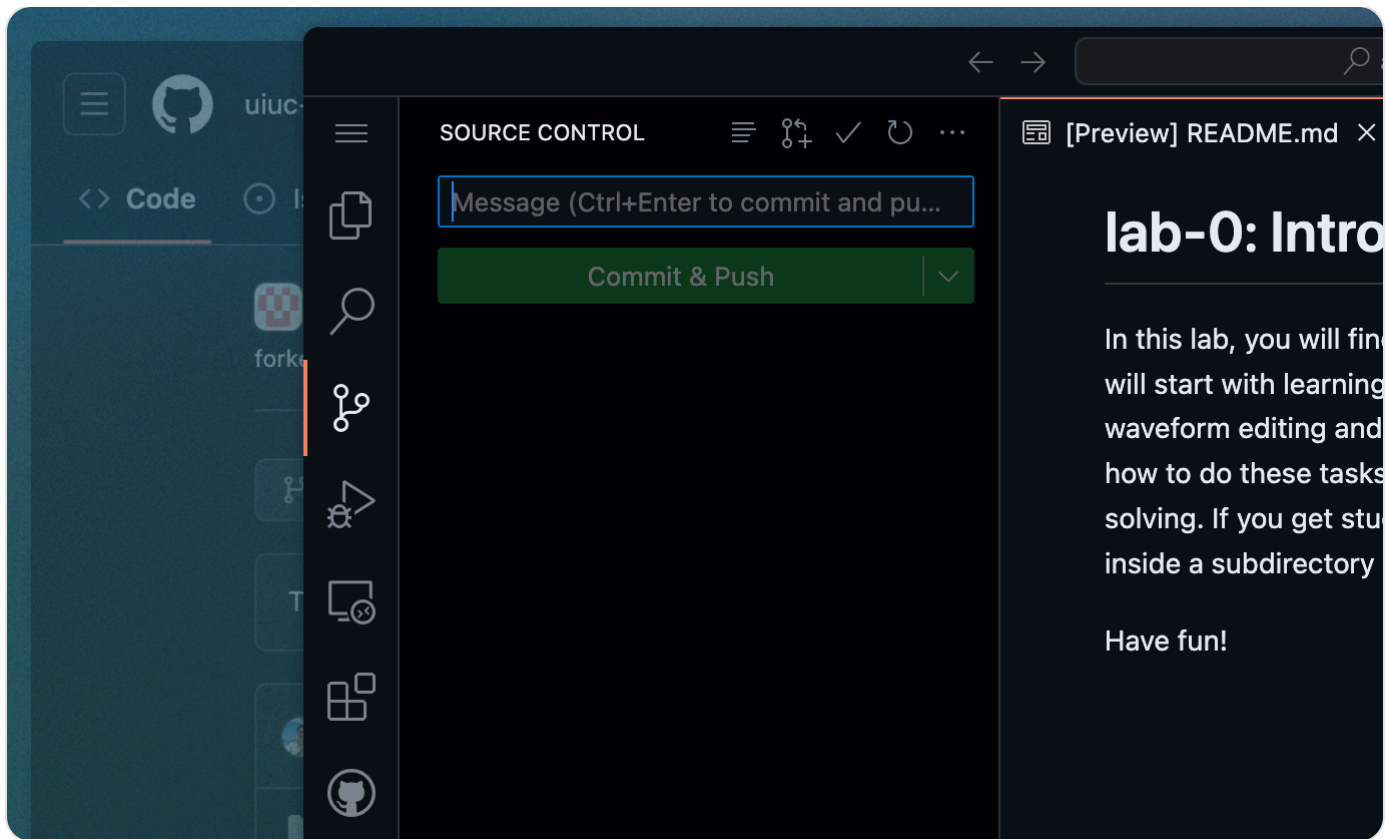 uiuc-
Code
forke
SOURCE CONTROL
Message (Ctrl+Enter to commit and pu...
Commit & Push
[Preview] README.md
lab-0: Intro
In this lab, you will fin
will start with learning
waveform editing and
how to do these tasks
solving. If you get stu
inside a subdirectory
Have fun!